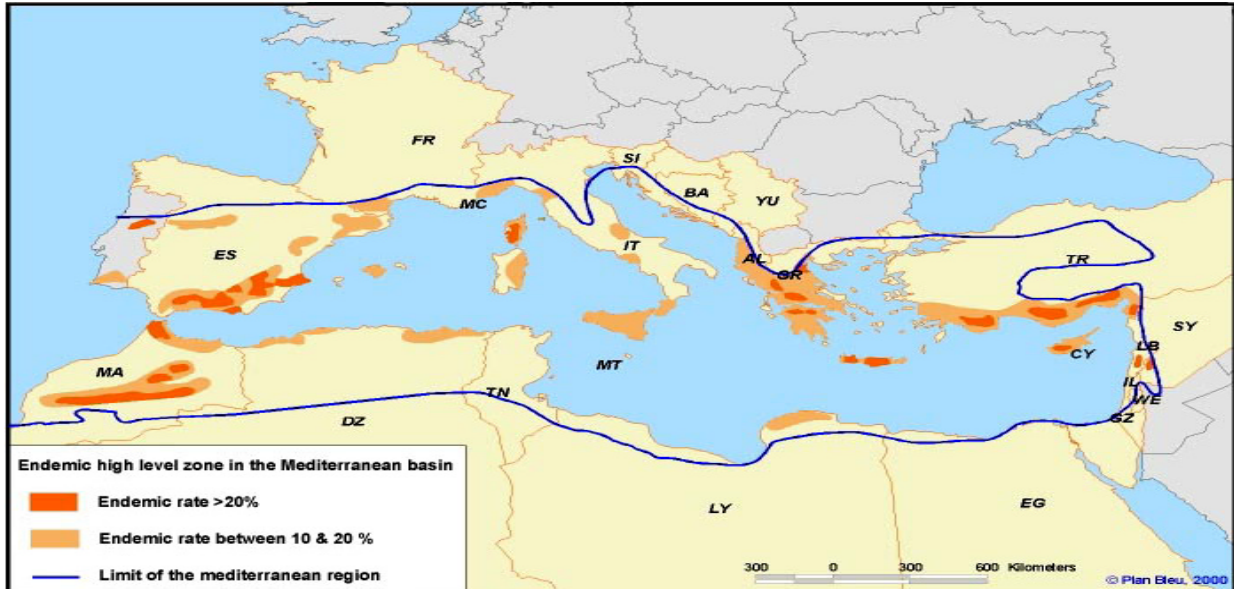 FR
SI
BA
YU
MC
IT
AL
GR
ES
TR
SY
CY
LB
MA
MT
IL
WE
TN
GZ
DZ
LY
EG
Endemic high level zone in the Mediterranean basin
Endemic rate >20%
Endemic rate between 10 & 20 %
Limit of the mediterranean region
300 0 300 600 Kilometers
© Plan Bleu, 2000